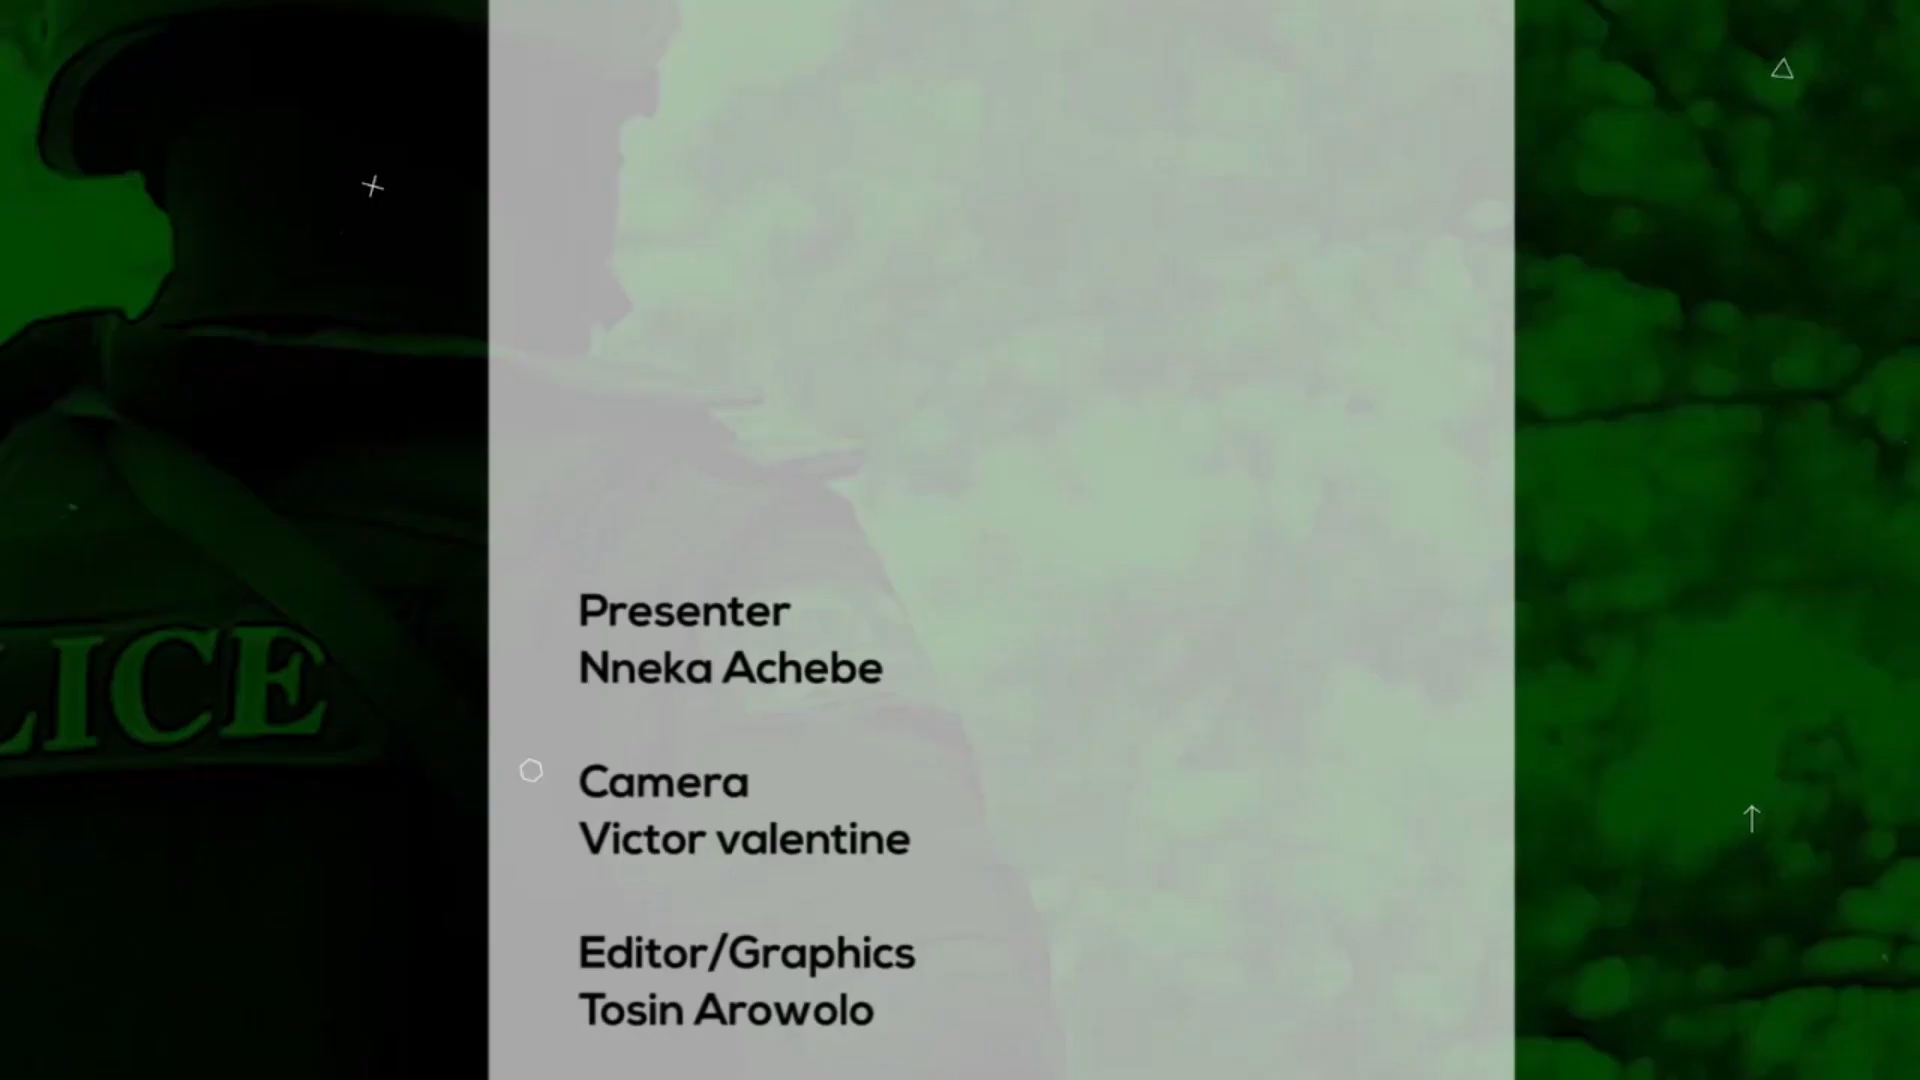 LICE
Presenter
Nneka Achebe
Camera
Victor valentine
Editor/Graphics
Tosin Arowolo